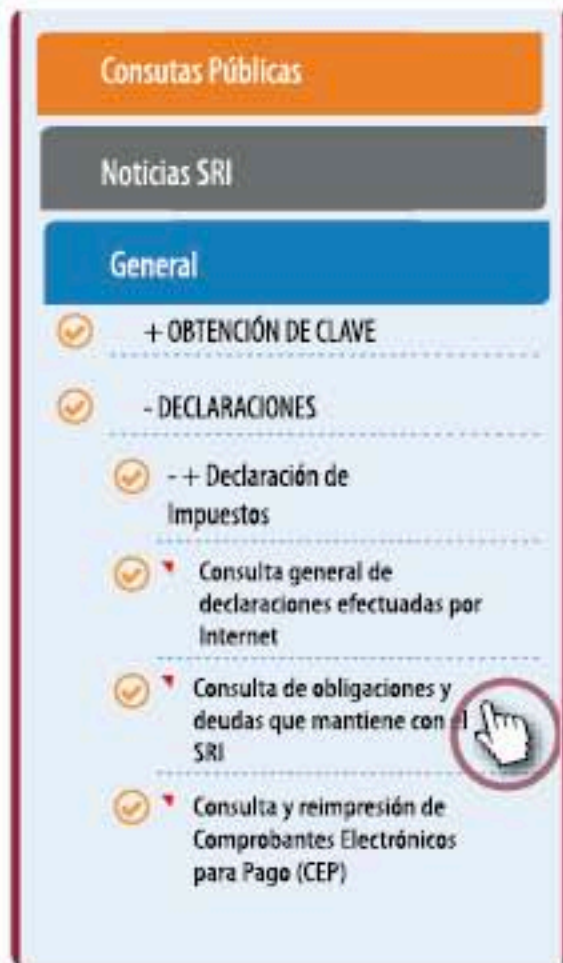 Consutas Públicas
Noticias SRI
General
+ OBTENCIÓN DE CLAVE
- DECLARACIONES
- + Declaración de
Impuestos
Consulta general de
declaraciones efectuadas por
Internet
Consulta de obligaciones y
deudas que mantiene con el
SRI
Consulta y reimpresión de
Comprobantes Electrónicos
para Pago (CEP)